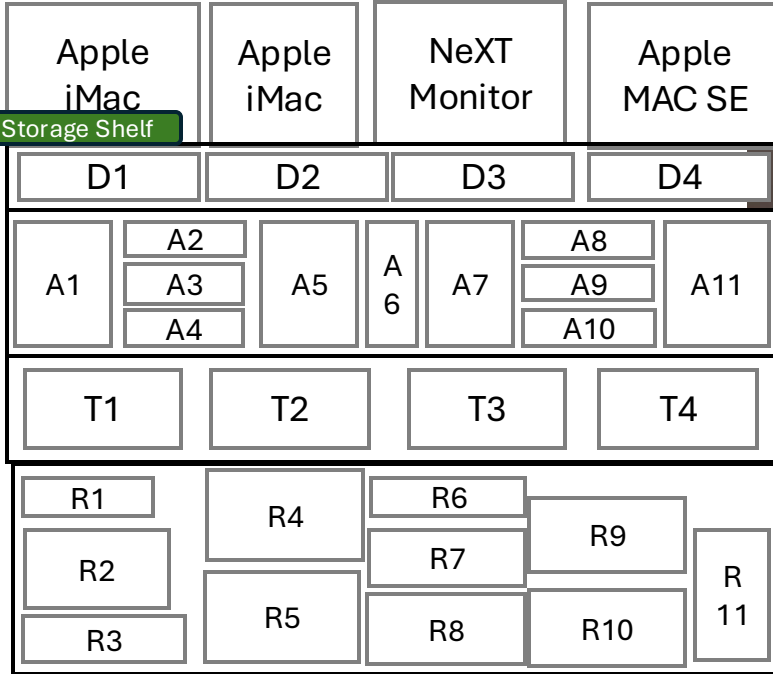 Apple
iMac
Apple
iMac
NeXT
Monitor
Apple
MAC SE
Storage Shelf
D1
D2
D3
D4
A1
A2
A3
A4
A5
A
6
A7
A8
A9
A10
A11
T1
T2
T3
T4
R1
R2
R3
R4
R5
R6
R7
R8
R9
R10
R
11